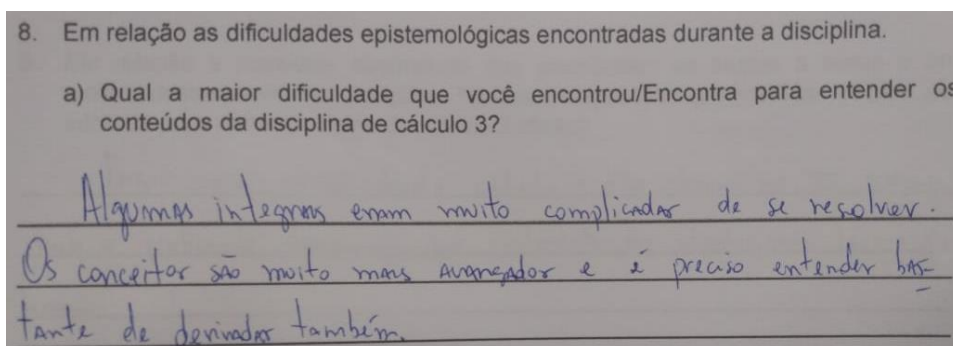 8. Em relação as dificuldades epistemológicas encontradas durante a disciplina.
a) Qual a maior dificuldade que você encontrou/Encontra para entender os
conteúdos da disciplina de cálculo 3?
Algumas integrais eram muito complicadas de se resolver.
Os conceitos são muito mais avançados e é preciso entender bas-
tante de derivadas também.